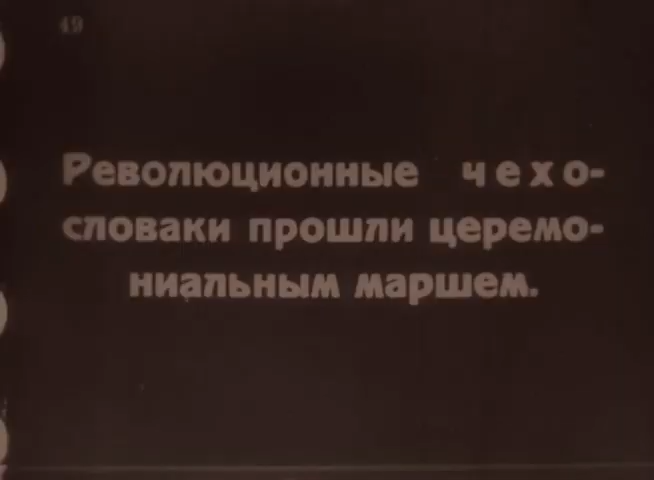 49
Революционные чехо-
словаки прошли церемо-
ниальным маршем.